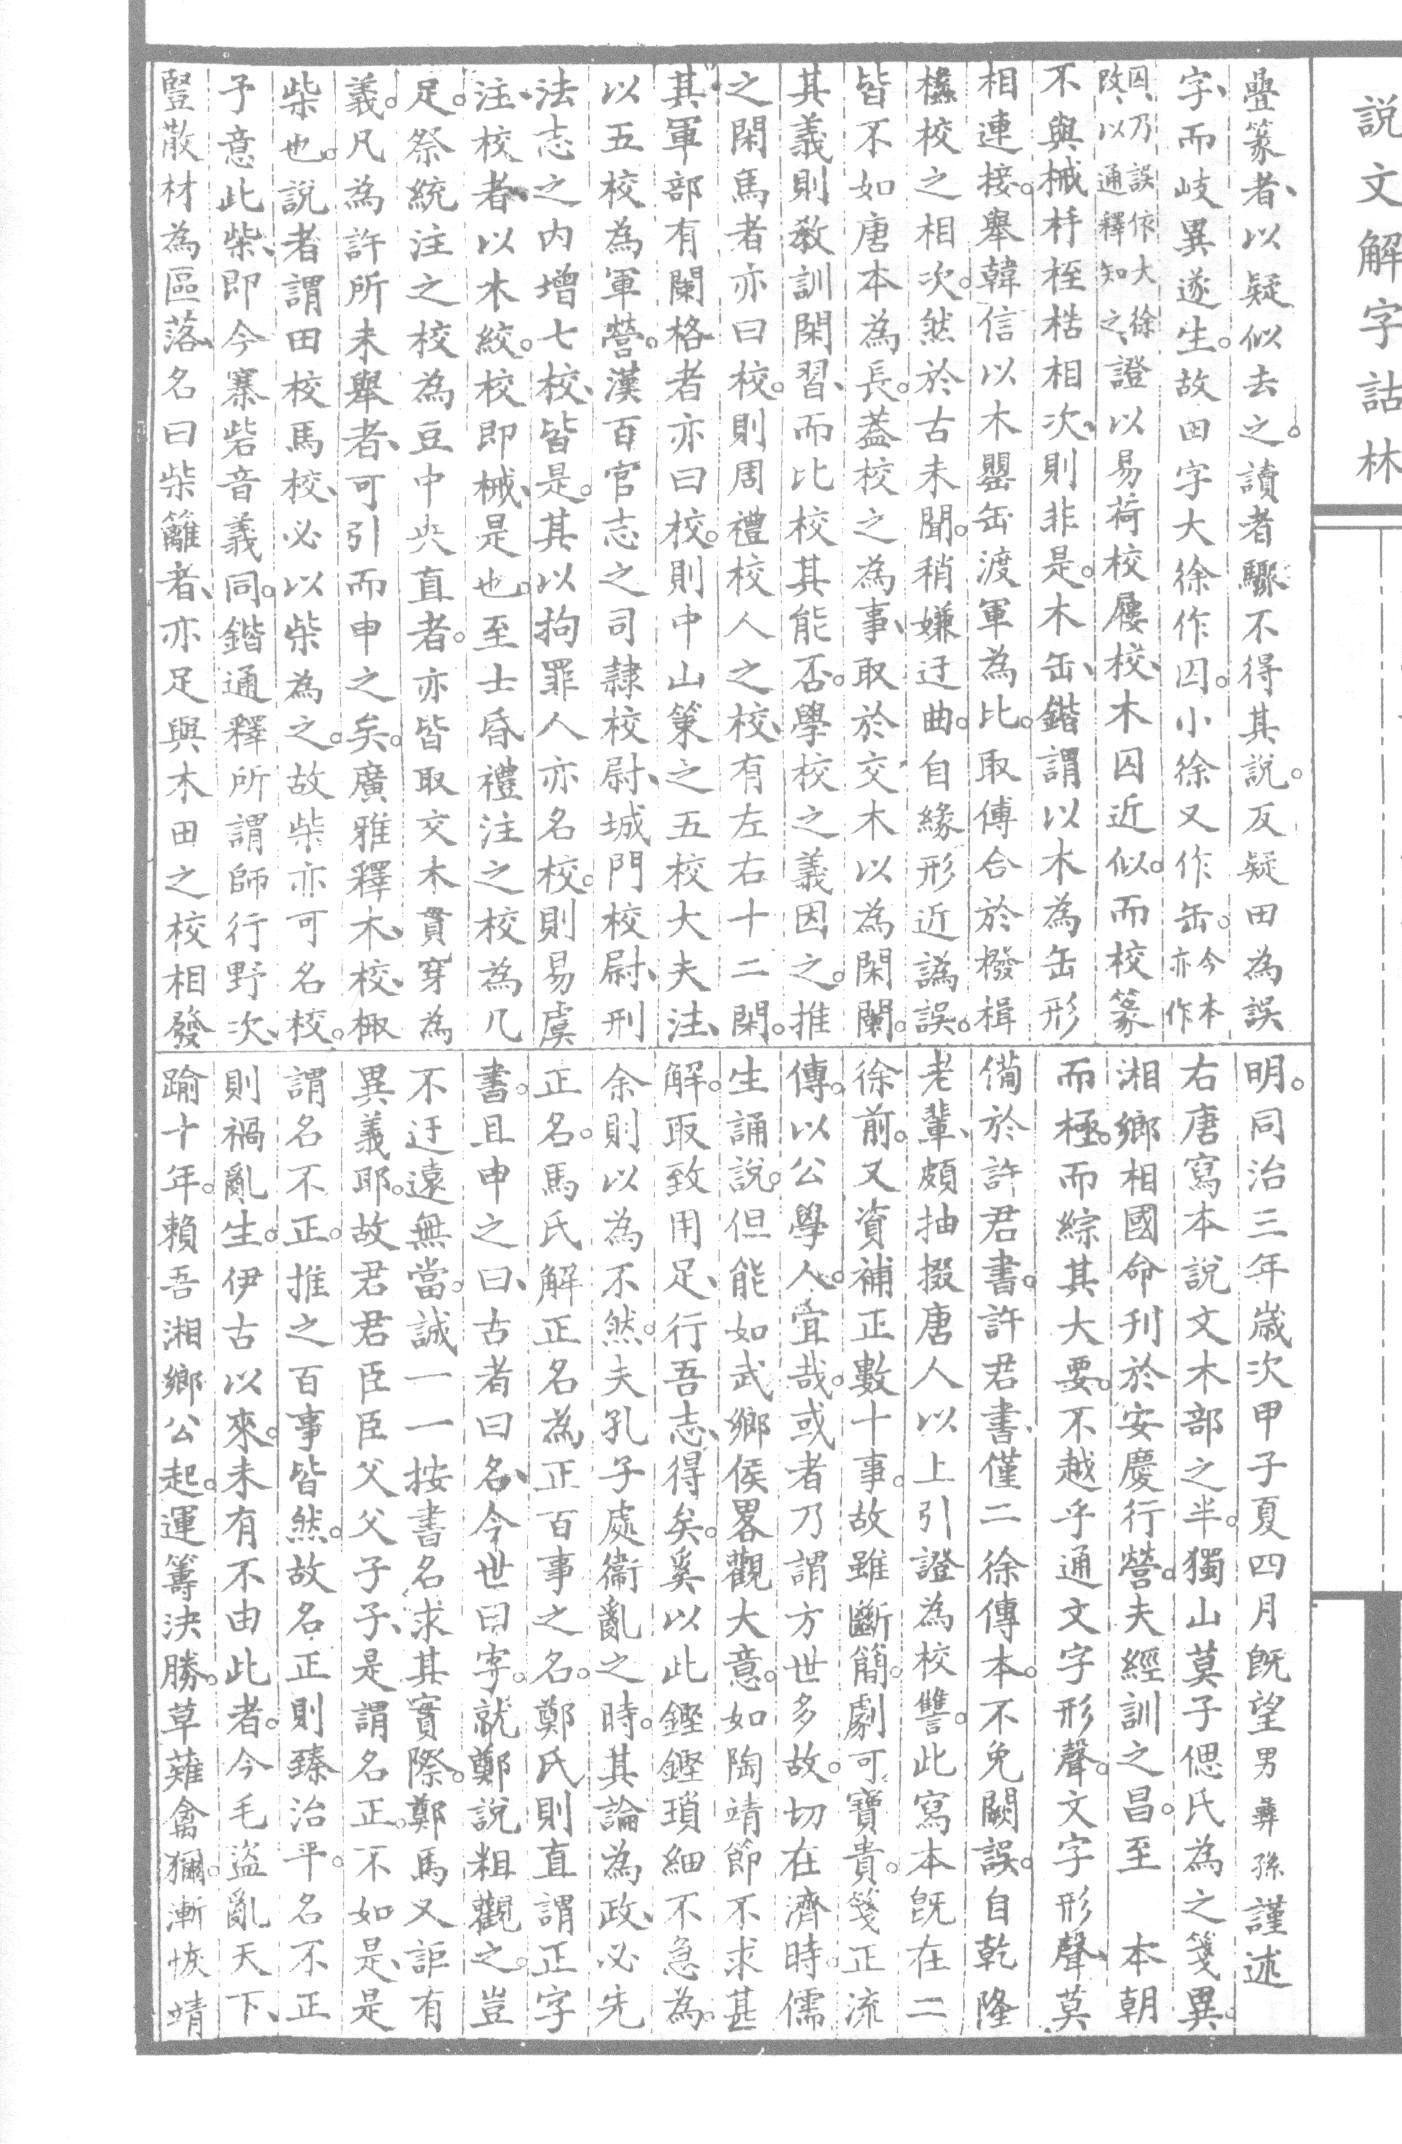 說文解字詁林
疊篆者、以疑似去之。讀者驟不得其說。反疑田為誤
字、而岐異遂生。故田字大徐作囚。小徐又作缶。今本亦作
囚、乃誤依大徐改、以通釋知之、證以易荷校屨校、木囚近似。而校篆
不與械杽桎梏相次、則非是。木缶、鍇謂以木為缶形
相連接。舉韓信以木罌缶渡軍為比。取傅合於橃楫
檥校之相次。然於古未聞。稍嫌迂曲。自緣形近譌誤。
皆不如唐本為長。蓋校之為事、取於交木以為閑闌。
其義則教訓閑習、而比校其能否。學校之義因之。推
之閑馬者亦曰校。則周禮校人之校、有左右十二閑。
其軍部有闌格者亦曰校。則中山策之五校大夫注、
以五校為軍營。漢百官志之司隷校尉、城門校尉、刑
法志之內增七校、皆是。其以拘罪人亦名校。則易虞
注、校者、以木絞。校即械、是也。至士昏禮注之校為几
足。祭統注之校為豆中央直者。亦皆取交木貫穿為
義。凡為許所未舉者、可引而申之矣。廣雅釋木、校、椒
柴也。說者謂田校馬校、必以柴為之。故柴亦可名校。
予意此柴、即今寨砦音義同。鍇通釋所謂師行野次、
豎散材為區落、名曰柴籬者、亦足與木田之校相發
明。同治三年歲次甲子夏四月既望男彝孫謹述
右唐寫本說文木部之半。獨山莫子偲氏為之箋異。
湘鄉相國命刊於安慶行營。夫經訓之昌。至　本朝
而極。而綜其大要。不越乎通文字形聲。文字形聲、莫
備於許君書。許君書、僅二徐傳本。不免闕誤。自乾隆
老輩、頗抽掇唐人以上引證為校讐。此寫本既在二
徐前。又資補正數十事。故雖斷簡。劇可寶貴。箋正流
傳。以公學人。宜哉。或者乃謂方世多故。切在濟時。儒
生誦說。但能如武鄉侯畧觀大意。如陶靖節不求甚
解。取致用足、行吾志、得矣。奚以此鏗鏗瑣細不急為。
余則以為不然。夫孔子處衞亂之時。其論為政、必先
正名。馬氏解正名為正百事之名。鄭氏則直謂正字
書。且申之曰、古者曰名、今世曰字。就鄭說粗觀之。豈
不迂遠無當。誠一一按書名求其實際。鄭馬又詎有
異義耶。故君君臣臣父父子子、是謂名正。不如是、是
謂名不正。推之百事皆然。故名正則臻治平。名不正
則禍亂生。伊古以來。未有不由此者。今毛盜亂天下、
踰十年。賴吾湘鄉公起。運籌決勝。草薙禽獮。漸恢靖